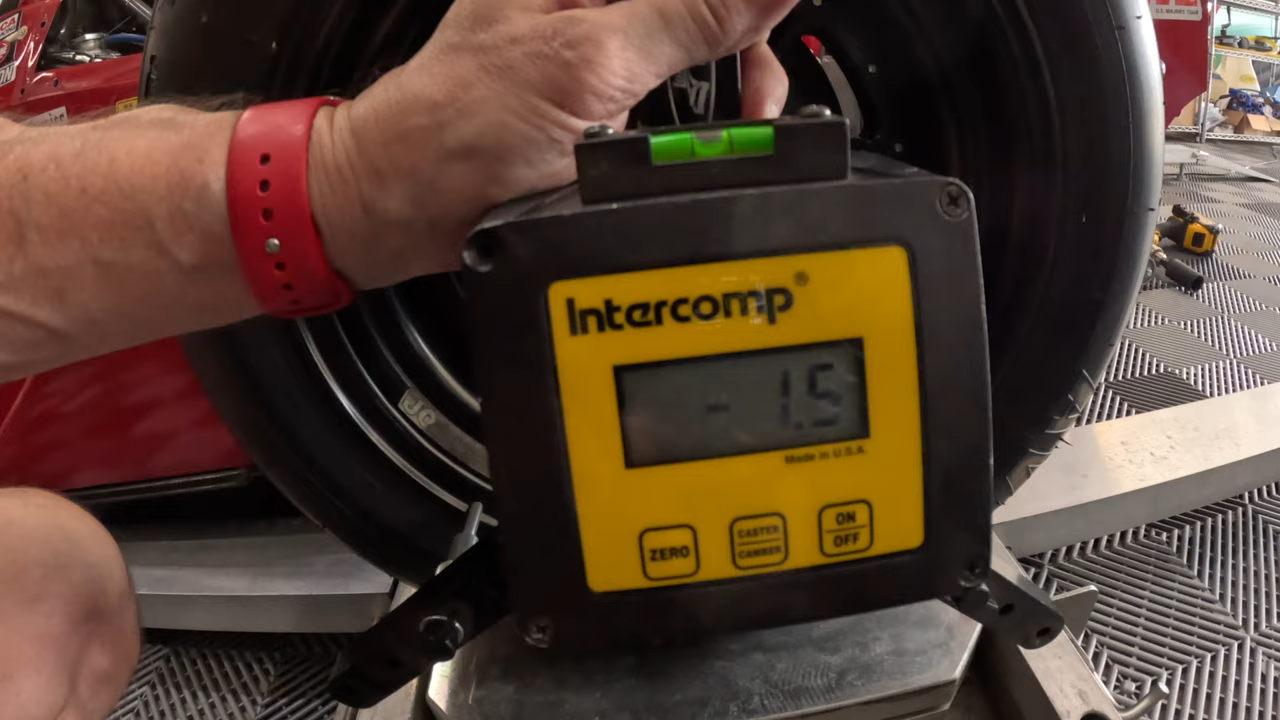 Intercomp®
- 1.5
Made in U.S.A.
ZERO
CASTER
CAMBER
ON
OFF